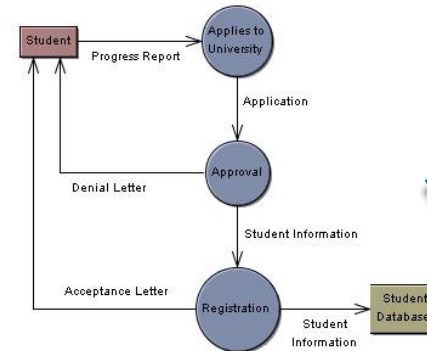 Student
Progress Report
Applies to
University
Application
Approval
Denial Letter
Student Information
Acceptance Letter
Registration
Student
Information
Student
Database